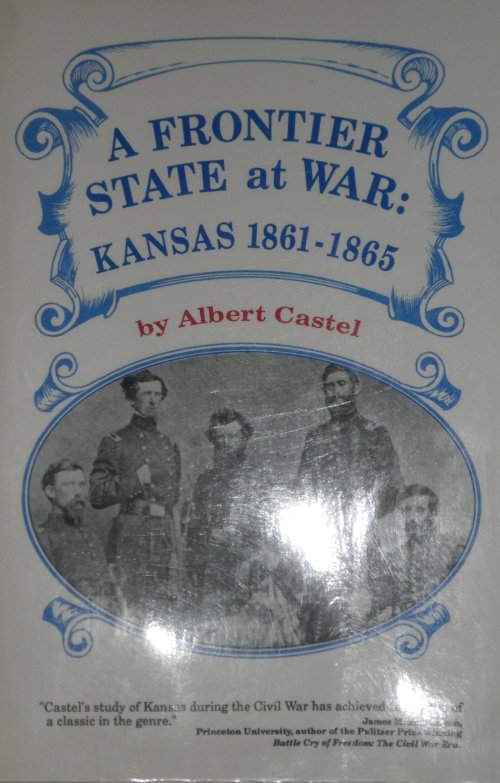 A FRONTIER
STATE at WAR:
KANSAS 1861-1865
by Albert Castel
"Castel's study of Kansas during the Civil War has achieved of
a classic in the genre."
James M.
Princeton University, author of the Pulitzer Prize winning
Battle Cry of Freedom: The Civil War Era.